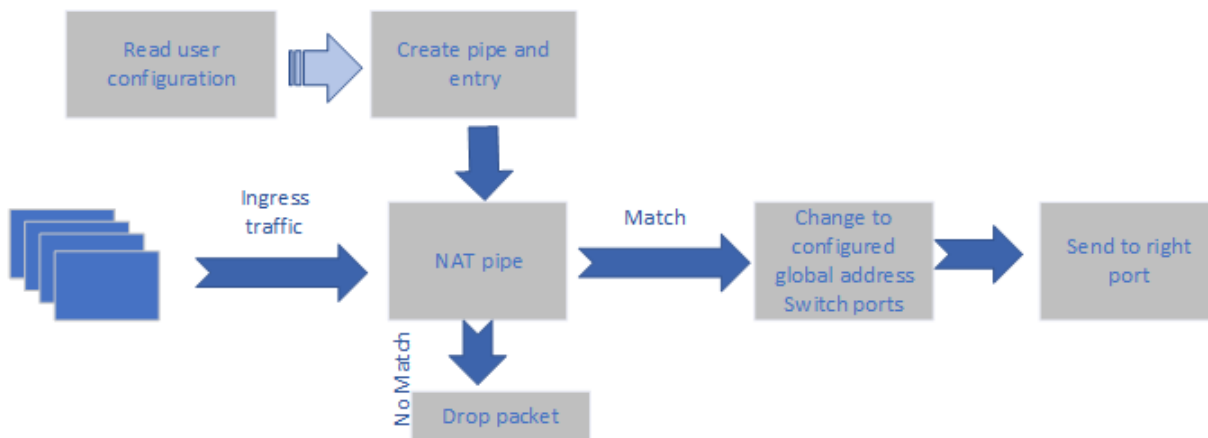 Read user
configuration
Create pipe and
entry
Ingress
traffic
NAT pipe
Match
Change to
configured
global address
Switch ports
Send to right
port
No Match
Drop packet